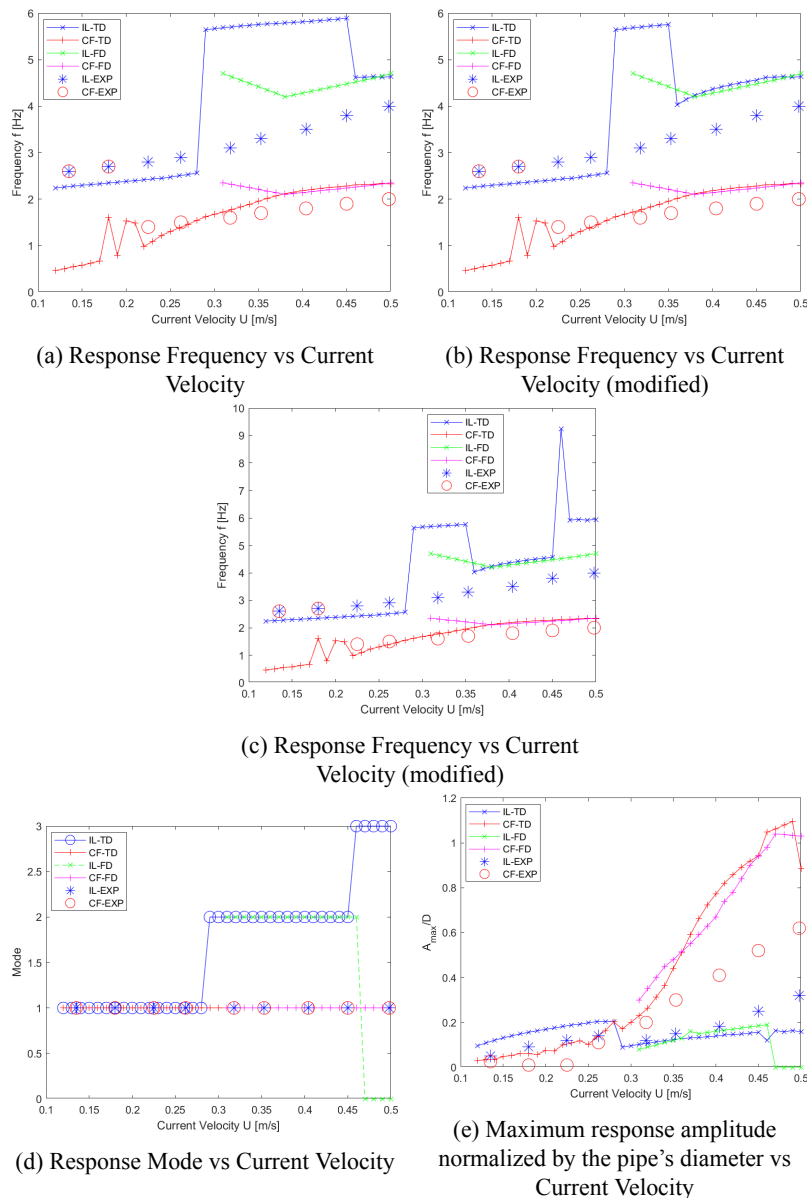 6
5
4
3
2
1
0
Frequency f [Hz]
IL-TD
CF-TD
IL-FD
CF-FD
IL-EXP
CF-EXP
0.1 0.15 0.2 0.25 0.3 0.35 0.4 0.45 0.5
Current Velocity U [m/s]
(a) Response Frequency vs Current
Velocity
6
5
4
3
2
1
0
Frequency f [Hz]
IL-TD
CF-TD
IL-FD
CF-FD
IL-EXP
CF-EXP
0.1 0.15 0.2 0.25 0.3 0.35 0.4 0.45 0.5
Current Velocity U [m/s]
(b) Response Frequency vs Current
Velocity (modified)
10
9
8
7
6
5
4
3
2
1
0
Frequency f [Hz]
IL-TD
CF-TD
IL-FD
CF-FD
IL-EXP
CF-EXP
0.1 0.15 0.2 0.25 0.3 0.35 0.4 0.45 0.5
Current Velocity U [m/s]
(c) Response Frequency vs Current
Velocity (modified)
3
2.5
2
1.5
1
0.5
0
Mode
IL-TD
CF-TD
IL-FD
CF-FD
IL-EXP
CF-EXP
0.1 0.15 0.2 0.25 0.3 0.35 0.4 0.45 0.5
Current Velocity U [m/s]
(d) Response Mode vs Current Velocity
1.2
1
0.8
0.6
0.4
0.2
0
A_max/D
IL-TD
CF-TD
IL-FD
CF-FD
IL-EXP
CF-EXP
0.1 0.15 0.2 0.25 0.3 0.35 0.4 0.45 0.5
Current Velocity U [m/s]
(e) Maximum response amplitude
normalized by the pipe's diameter vs
Current Velocity